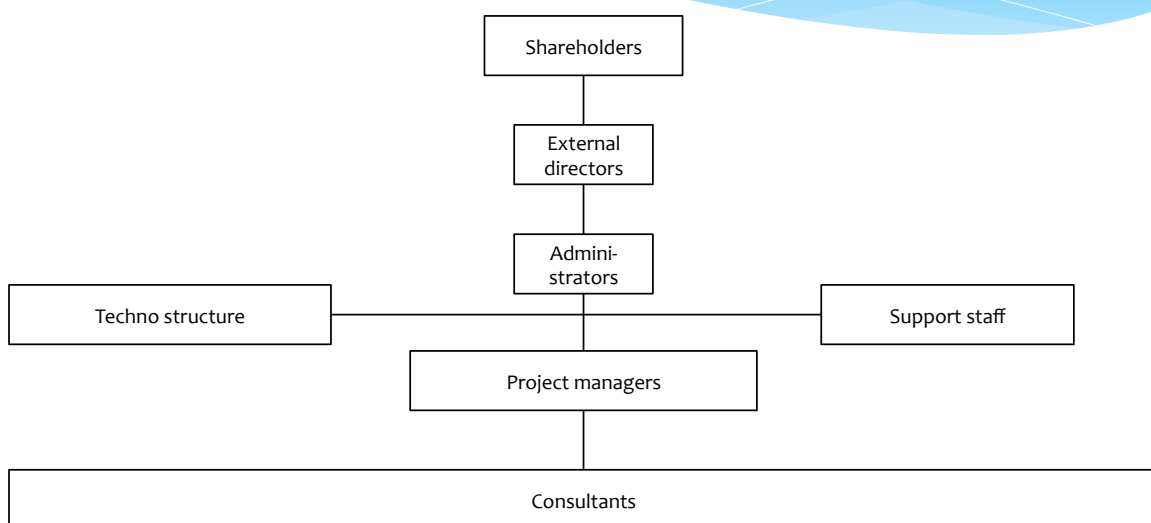 Shareholders
External
directors
Admini-
strators
Techno structure
Support staff
Project managers
Consultants